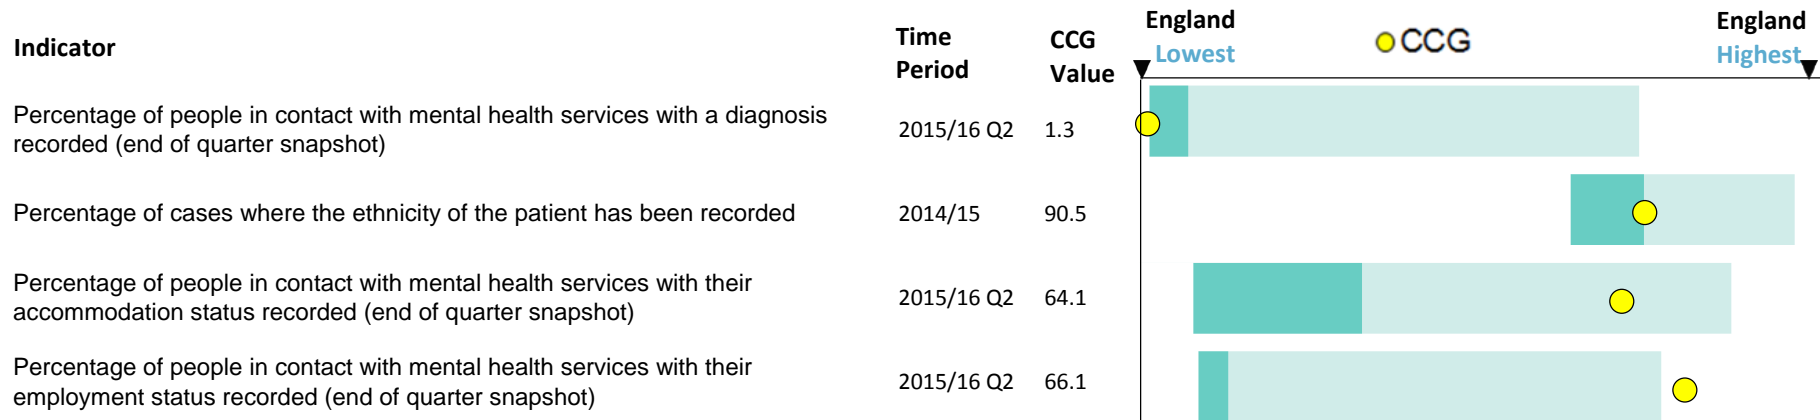 Indicator
Time
Period
CCG
Value
England
Lowest
CCG
England
Highest
Percentage of people in contact with mental health services with a diagnosis
recorded (end of quarter snapshot)
2015/16 Q2 1.3
Percentage of cases where the ethnicity of the patient has been recorded 2014/15 90.5
Percentage of people in contact with mental health services with their
accommodation status recorded (end of quarter snapshot)
2015/16 Q2 64.1
Percentage of people in contact with mental health services with their
employment status recorded (end of quarter snapshot)
2015/16 Q2 66.1